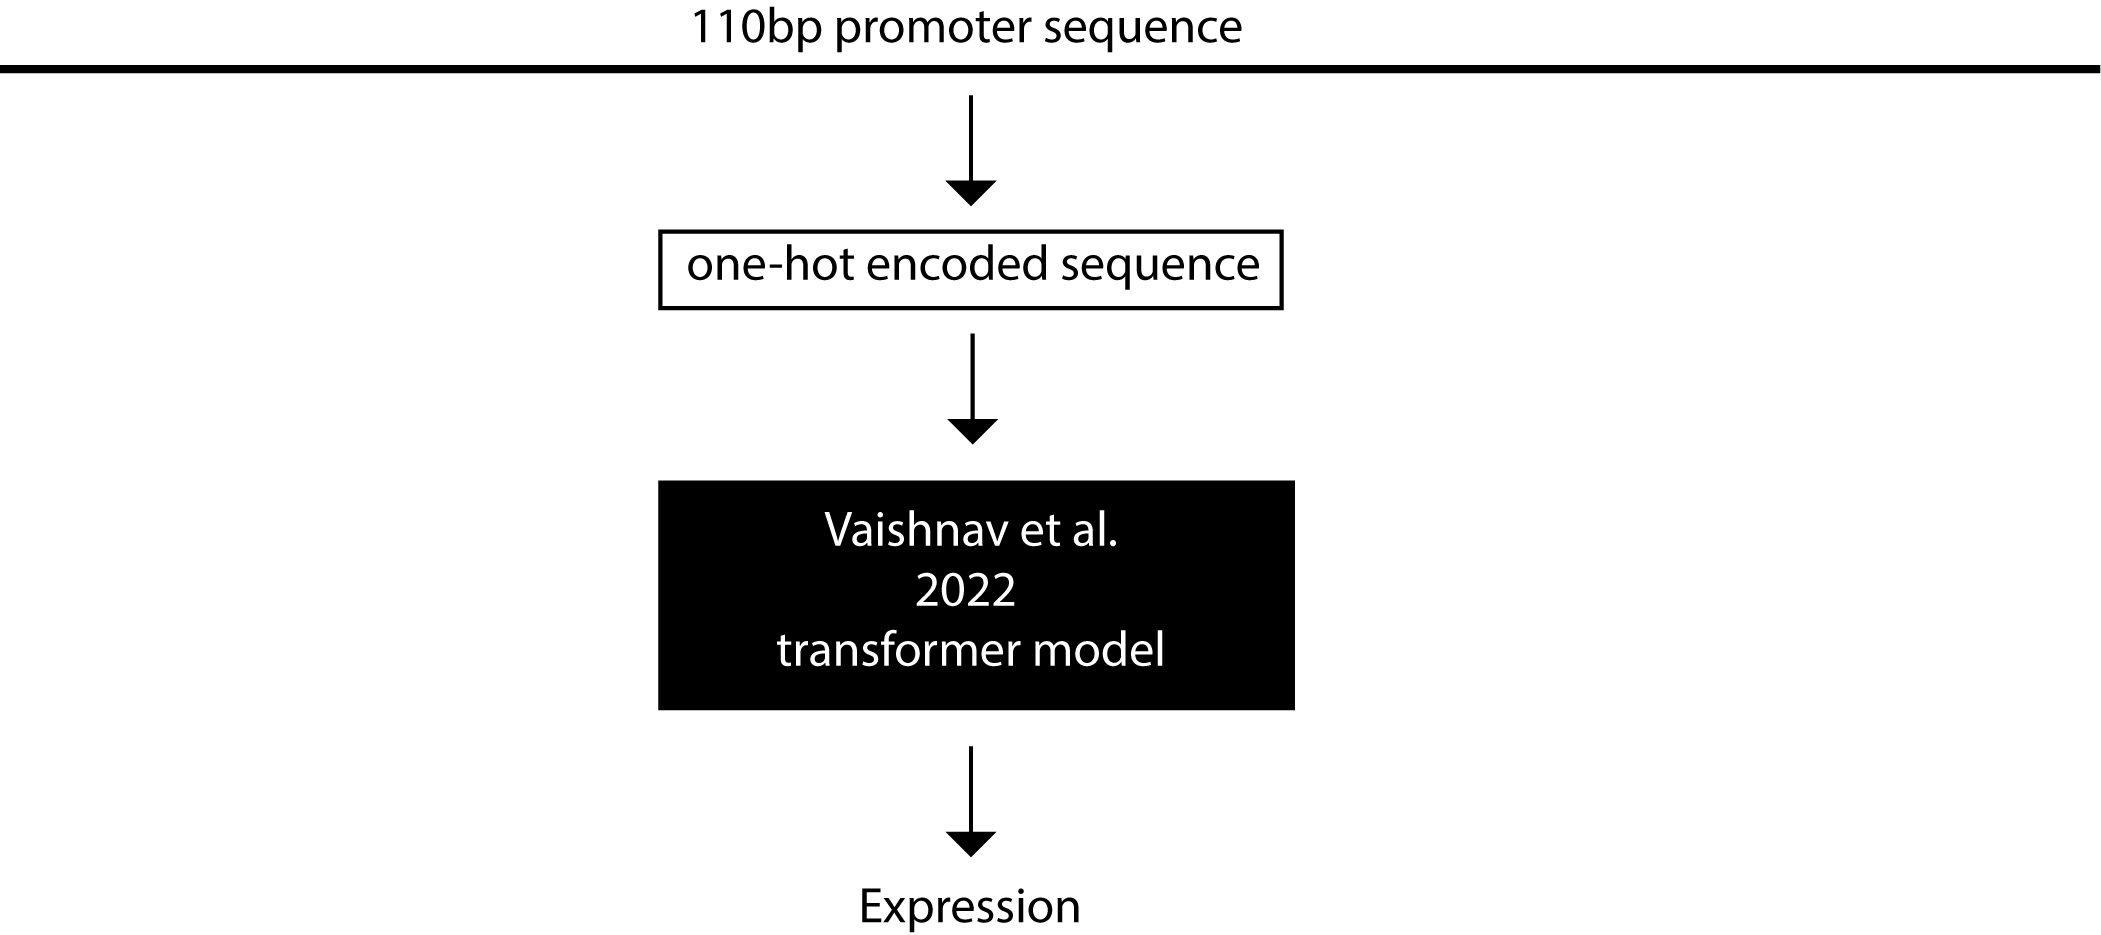 110bp promoter sequence
one-hot encoded sequence
Vaishnav et al.
2022
transformer model
Expression